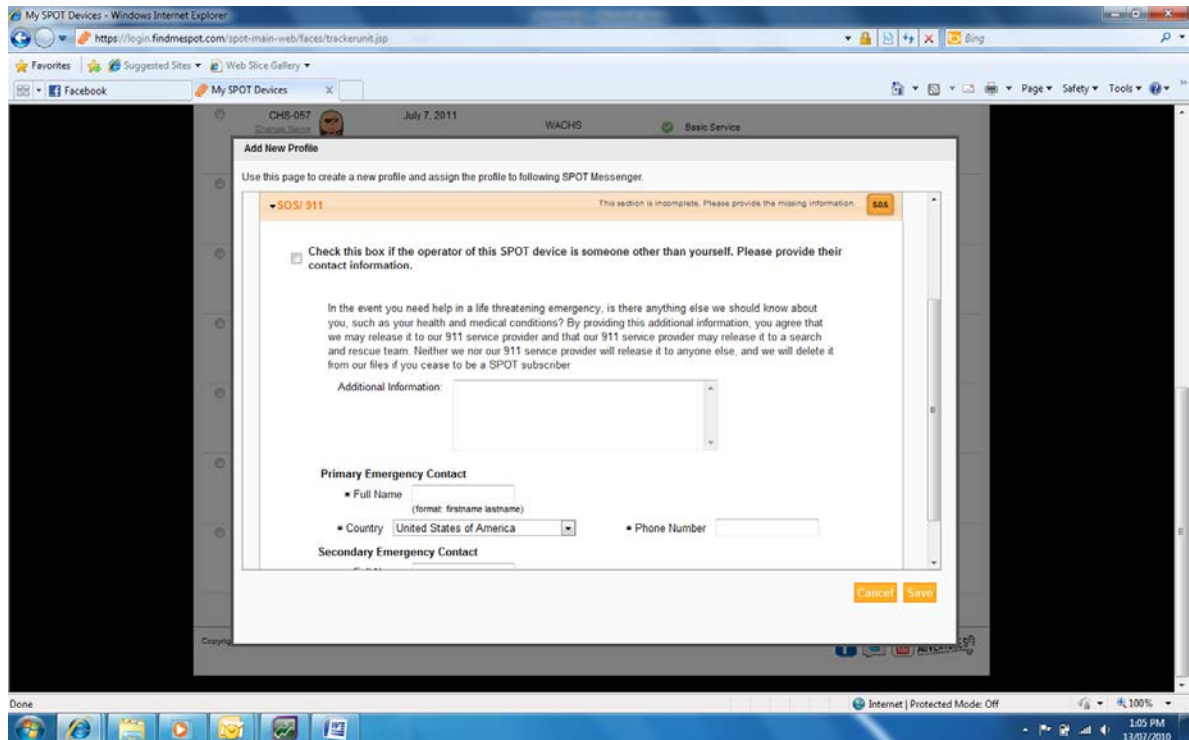 My SPOT Devices - Windows Internet Explorer
https://login.findmespot.com/spot-main-web/faces/trackerunit.jsp
Bing
Favorites Suggested Sites Web Slice Gallery
Facebook My SPOT Devices X Page Safety Tools
CHS-057 July 7, 2011 WACHS Basic Service
Change Name
Add New Profile
Use this page to create a new profile and assign the profile to following SPOT Messenger.
SOS/ 911 This section is incomplete. Please provide the missing information. SOS
Check this box if the operator of this SPOT device is someone other than yourself. Please provide their
contact information.
In the event you need help in a life threatening emergency, is there anything else we should know about
you, such as your health and medical conditions? By providing this additional information, you agree that
we may release it to our 911 service provider and that our 911 service provider may release it to a search
and rescue team. Neither we nor our 911 service provider will release it to anyone else, and we will delete it
from our files if you cease to be a SPOT subscriber
Additional Information:
Primary Emergency Contact
Full Name
(format: firstname lastname)
Country United States of America Phone Number
Secondary Emergency Contact
Cancel Save
Done Internet | Protected Mode: Off 100%
1:05 PM
13/07/2010